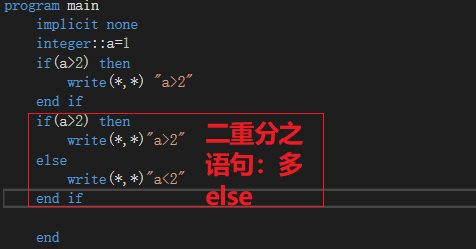 program main
implicit none
integer::a=1
if(a>2) then
write(*,*) "a>2"
end if
if(a>2) then
write(*,*)"a>2"
else
write(*,*)"a<2"
end if
end
二重分之
语句：多
else